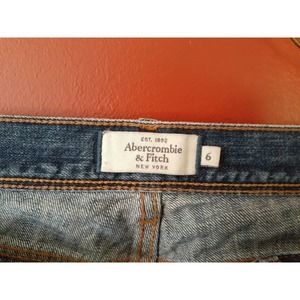 EST. 1892
Abercrombie
& Fitch
NEW YORK
6